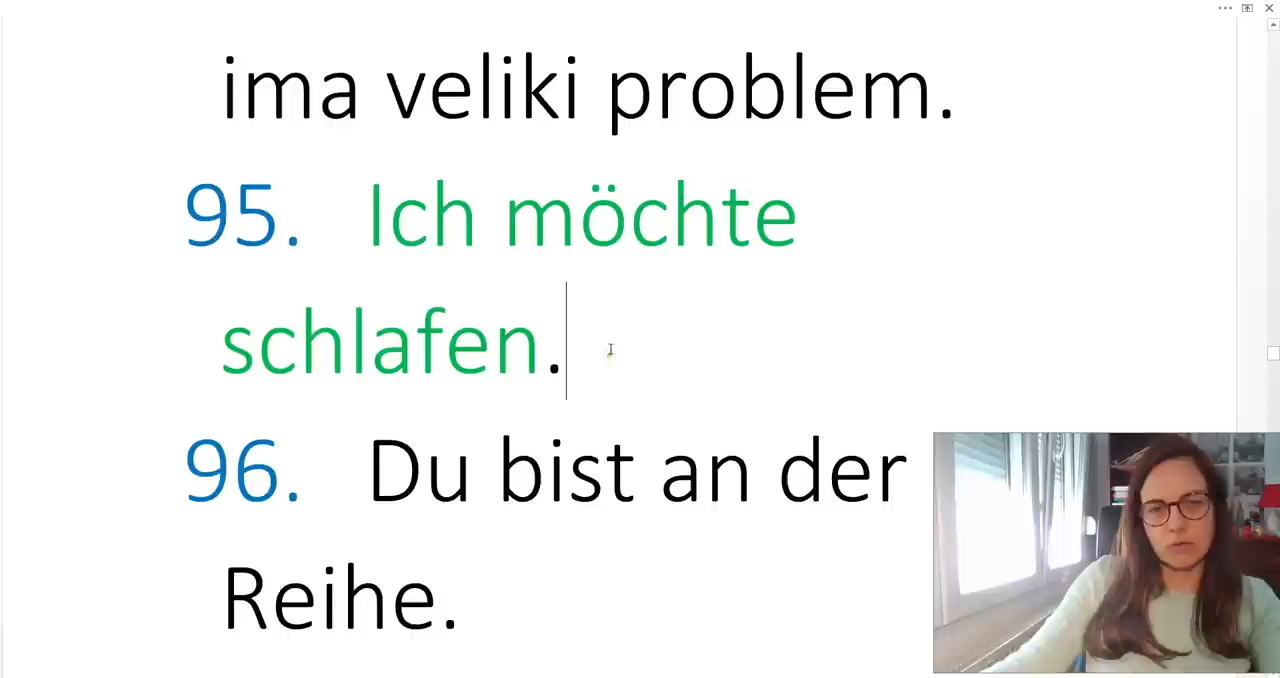 ima veliki problem.
95. Ich möchte
schlafen.
96. Du bist an der
Reihe.